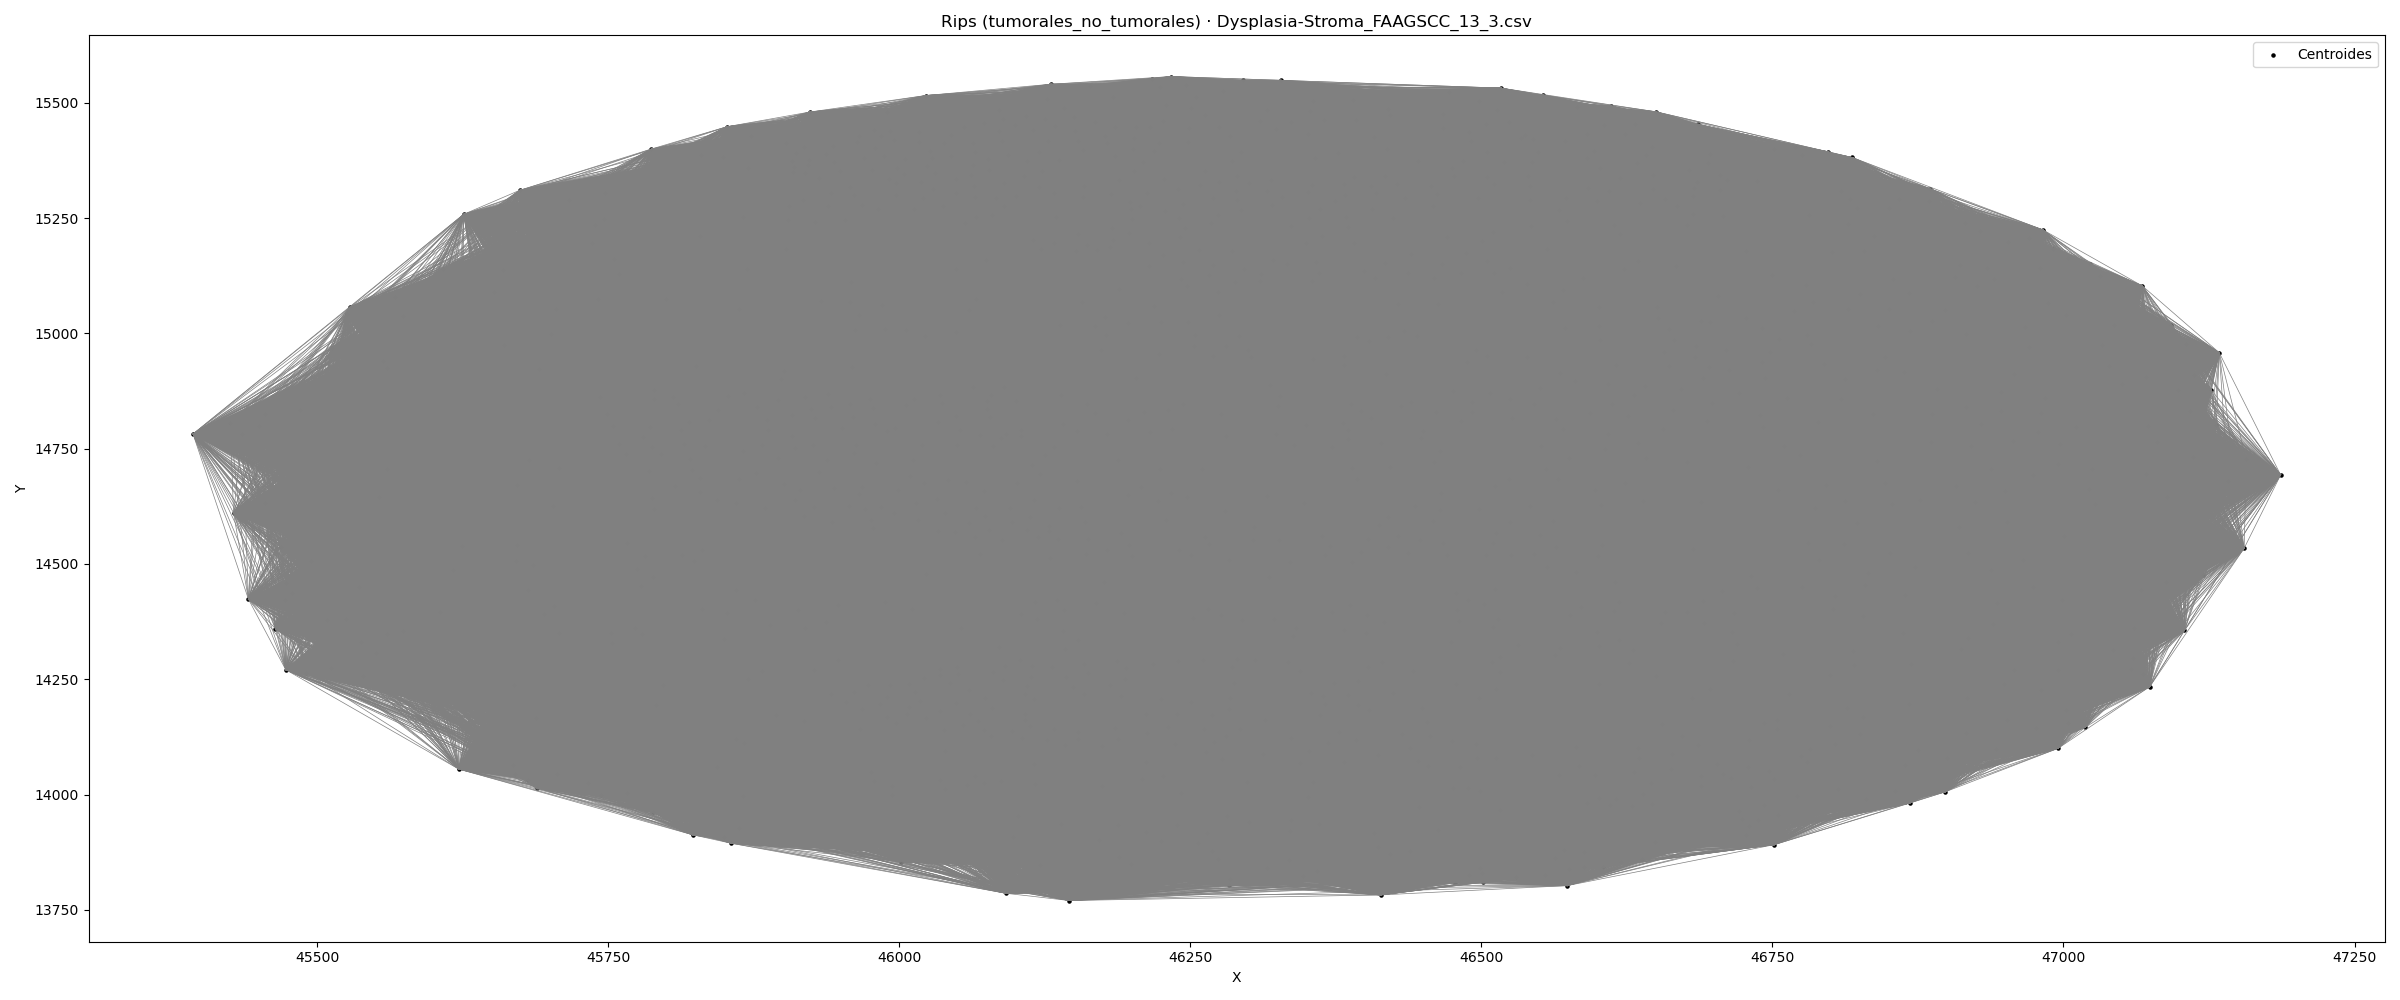 Rips (tumorales_no_tumorales) · Dysplasia-Stroma_FAAGSCC_13_3.csv
Centroides
15500
15250
15000
14750
14500
14250
14000
13750
Y
45500 45750 46000 46250 46500 46750 47000 47250
X